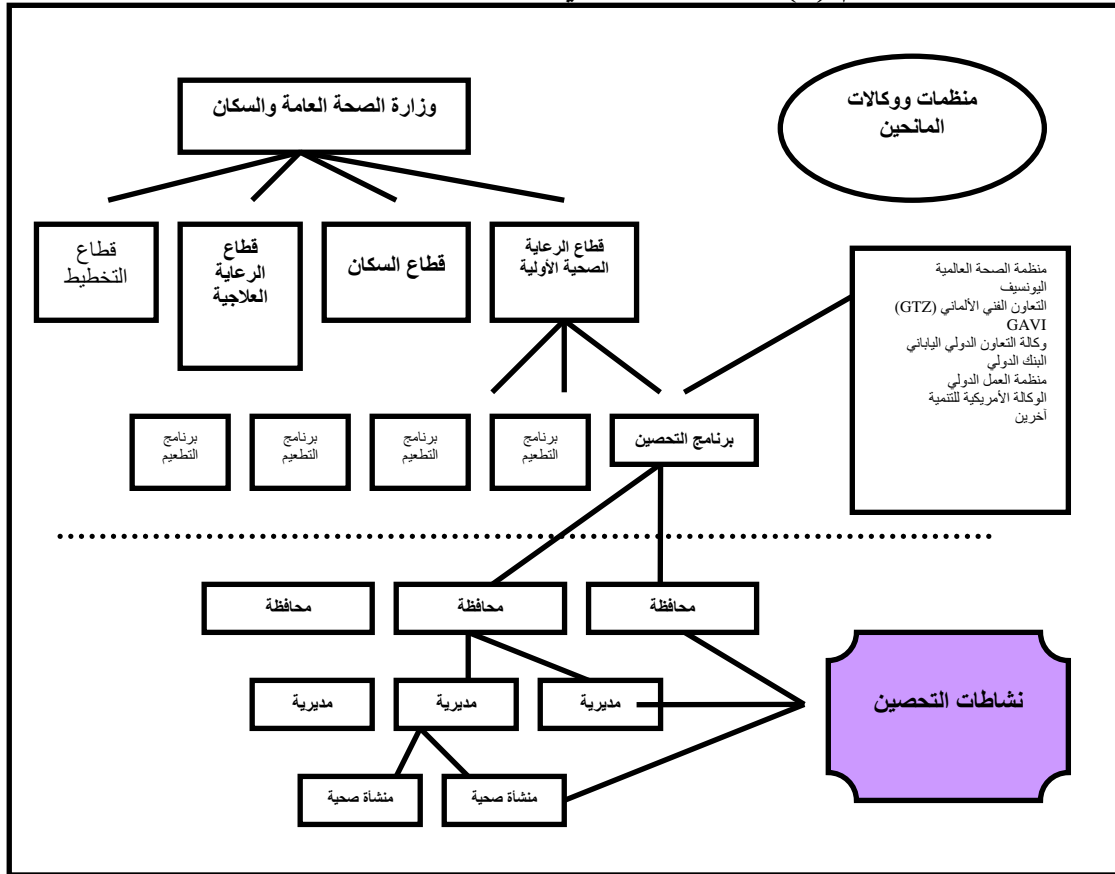 وزارة الصحة العامة والسكان
منظمات ووكالات
المانحين
قطاع الرعاية
الصحية الأولية
قطاع السكان
قطاع
الرعاية
العلاجية
قطاع
التخطيط
منظمة الصحة العالمية
اليونسيف
التعاون الفني الألماني (GTZ)
GAVI
وكالة التعاون الدولي الياباني
البنك الدولي
منظمة العمل الدولي
الوكالة الأمريكية للتنمية
آخرين
برنامج التحصين
برنامج
التطعيم
برنامج
التطعيم
برنامج
التطعيم
برنامج
التطعيم
محافظة
محافظة
محافظة
مديرية
مديرية
مديرية
نشاطات التحصين
منشأة صحية
منشأة صحية